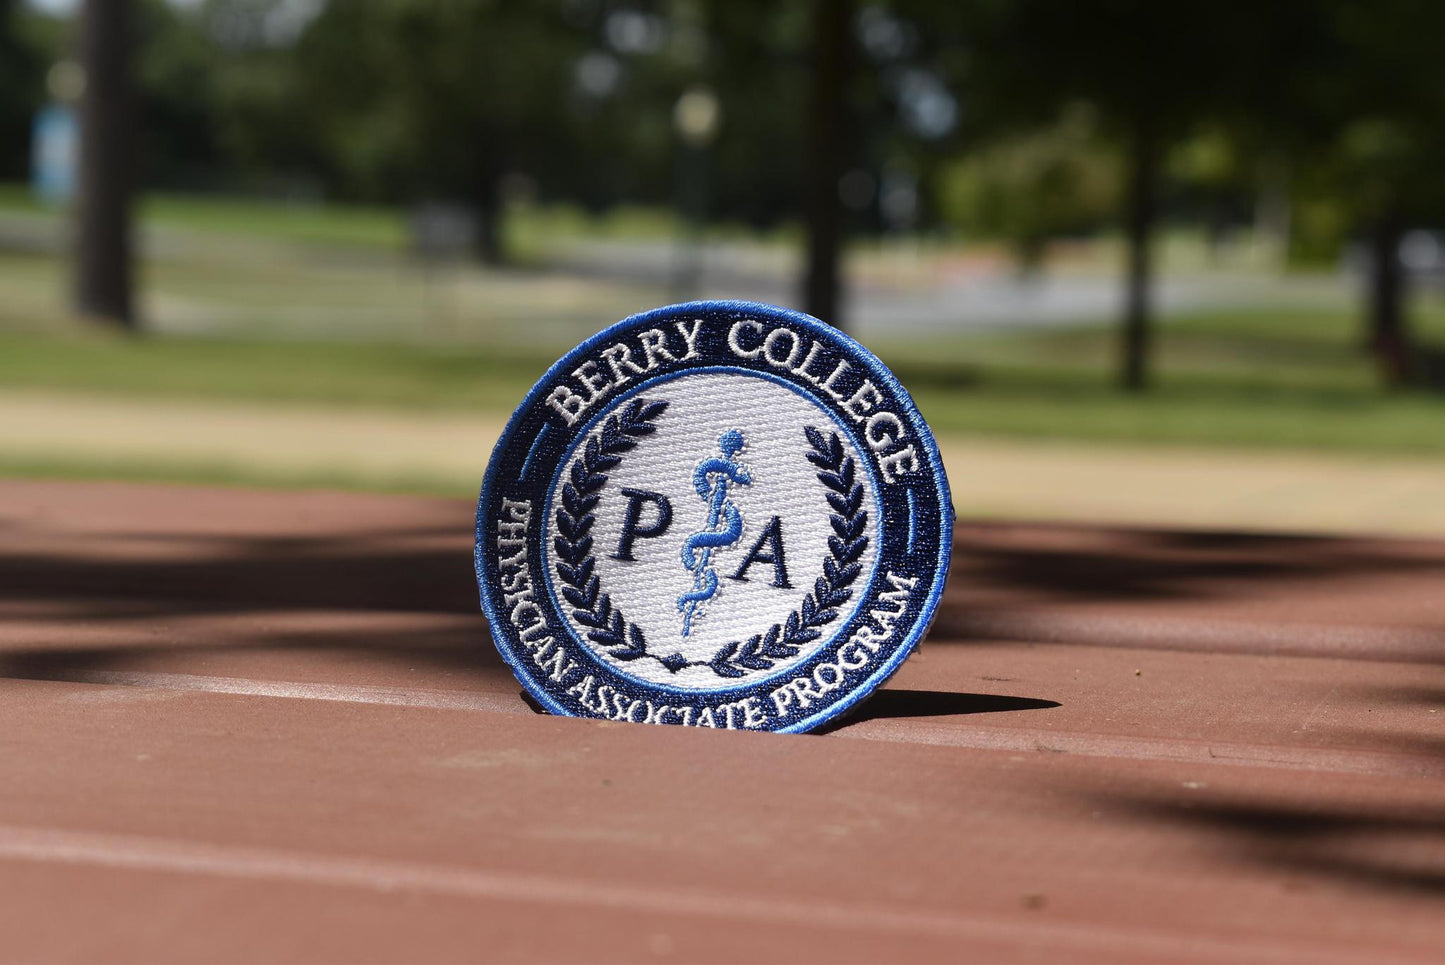 BERRY COLLEGE
P A
PHYSICIAN ASSOCIATE PROGRAM